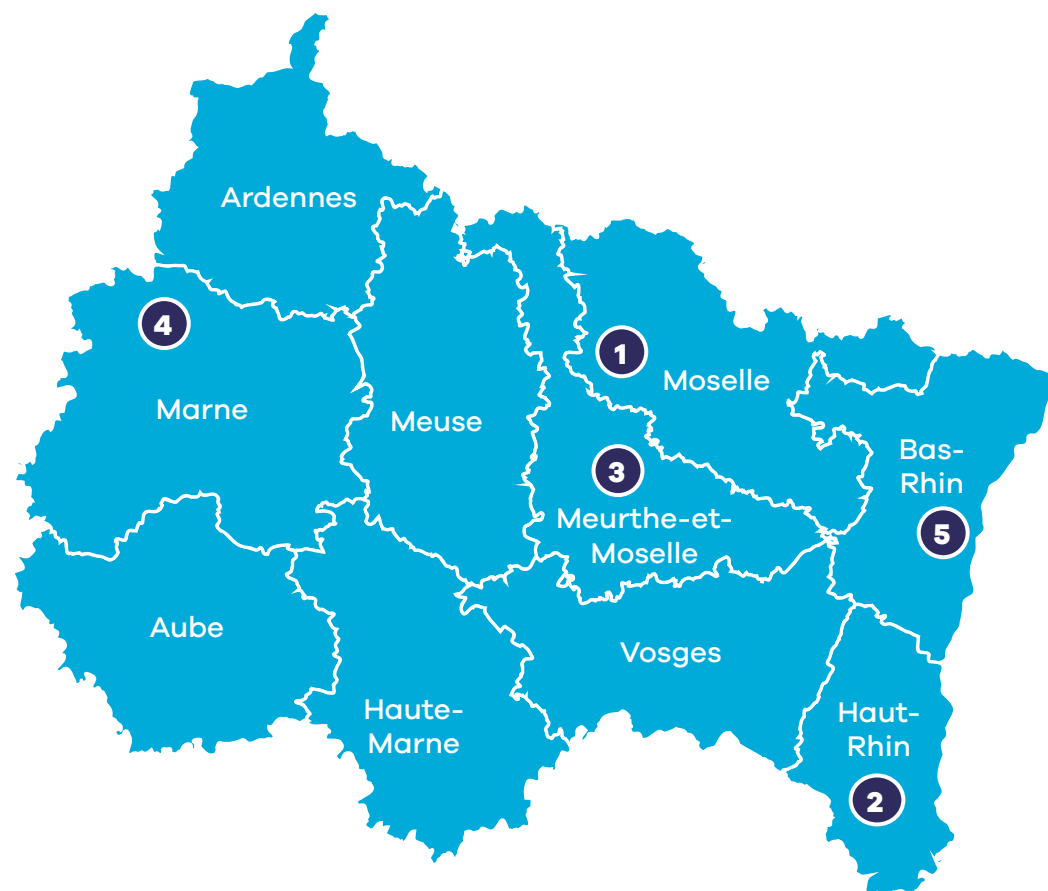 Ardennes
4
1
Moselle
Marne
Meuse
Bas-
Rhin
3
Meurthe-et-
Moselle
5
Aube
Vosges
Haute-
Marne
Haut-
Rhin
2